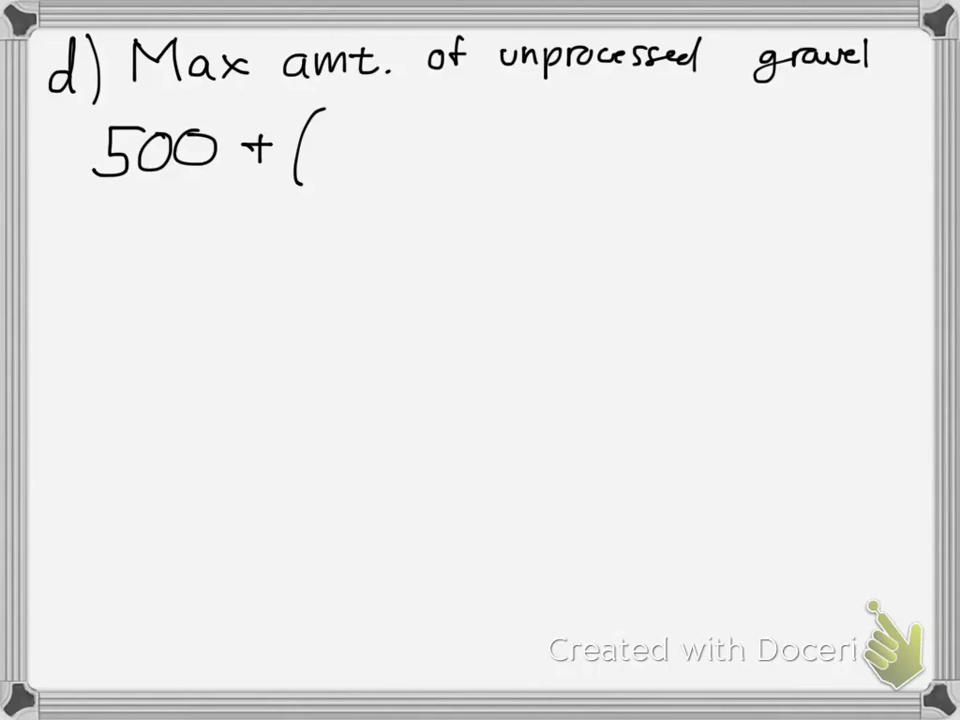 d) Max amt. of unprocessed gravel
500 + (
Created with Doceri